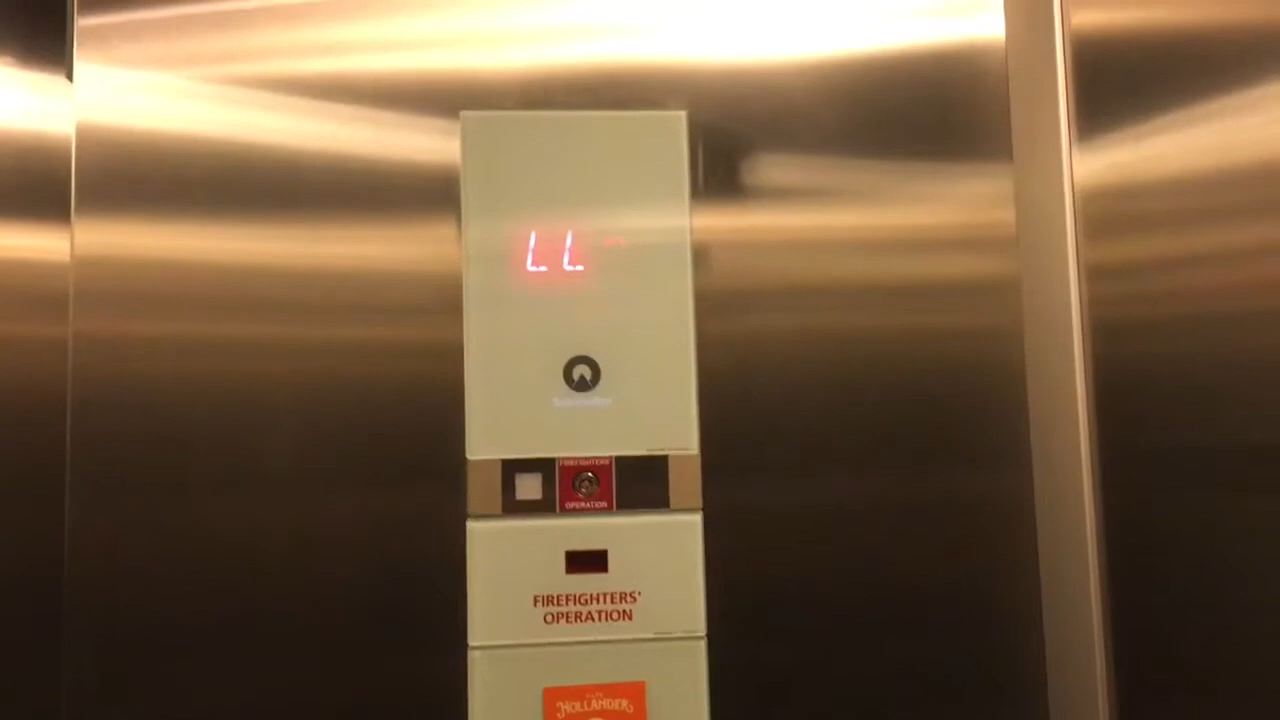 LL
FIREFIGHTERS'
OPERATION
FIREFIGHTERS'
OPERATION
HOLLANDER